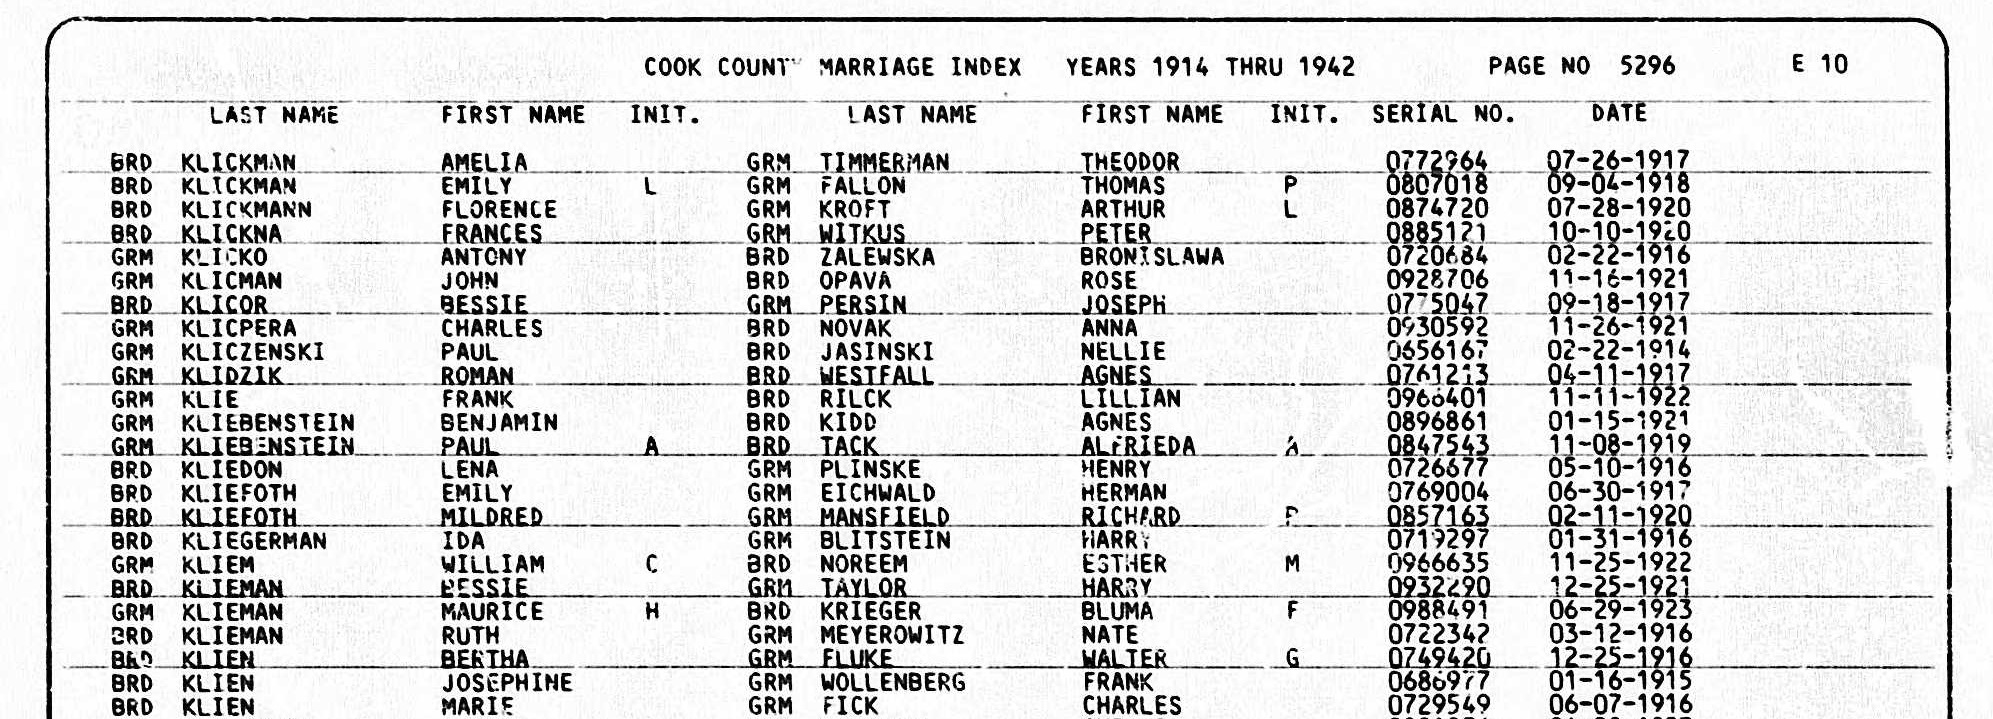 COOK COUNTY MARRIAGE INDEX YEARS 1914 THRU 1942 PAGE NO 5296 E 10
LAST NAME FIRST NAME INIT. LAST NAME FIRST NAME INIT. SERIAL NO. DATE
BRD KLICKMAN AMELIA GRM TIMMERMAN THEODOR 0772964 07-26-1917
BRD KLICKMAN EMILY L GRM FALLON THOMAS P 0807018 09-04-1918
BRD KLICKMANN FLORENCE GRM KROFT ARTHUR L 0874720 07-28-1920
BRD KLICKNA FRANCES GRM WITKUS PETER 0885121 10-10-1920
GRM KLICKO ANTONY BRD ZALEWSKA BRONISLAWA 0720684 02-22-1916
GRM KLICMAN JOHN BRD OPAVA ROSE 0928706 11-16-1921
BRD KLICOR BESSIE GRM PERSIN JOSEPH 0775047 09-18-1917
GRM KLICPERA CHARLES BRD NOVAK ANNA 0930592 11-26-1921
GRM KLICZENSKI PAUL BRD JASINSKI NELLIE 0656167 02-22-1914
GRM KLIDZIK ROMAN BRD WESTFALL AGNES 0761213 04-11-1917
GRM KLIE FRANK BRD RILCK LILLIAN 11-11-1922
GRM KLIEBENSTEIN BENJAMIN BRD KIDD AGNES 0896861 01-15-1921
GRM KLIEBENSTEIN PAUL A BRD TACK ALFRIEDA A 0847543 11-08-1919
BRD KLIEDON LENA GRM PLINSKE HENRY 0726677 05-10-1916
BRD KLIEFOTH EMILY GRM EICHWALD HERMAN 0769004 06-30-1917
BRD KLIEFOTH MILDRED GRM MANSFIELD RICHARD 0857163 02-11-1920
BRD KLIEGERMAN IDA GRM BLITSTEIN HARRY 0719297 01-31-1916
GRM KLIEM WILLIAM C BRD NOREEM ESTHER M 0966635 11-25-1922
BRD KLIEMAN BESSIE GRM TAYLOR HARRY 0932290 12-25-1921
GRM KLIEMAN MAURICE H BRD KRIEGER BLUMA F 0988491 06-29-1923
BRD KLIEMAN RUTH GRM MEYEROWITZ NATE 0722342 03-12-1916
BRD KLIEN BERTHA GRM FLUKE WALTER G 0749420 12-25-1916
BRD KLIEN JOSEPHINE GRM WOLLENBERG FRANK 0686977 01-16-1915
BRD KLIEN MARIE GRM FICK CHARLES 0729549 06-07-1916